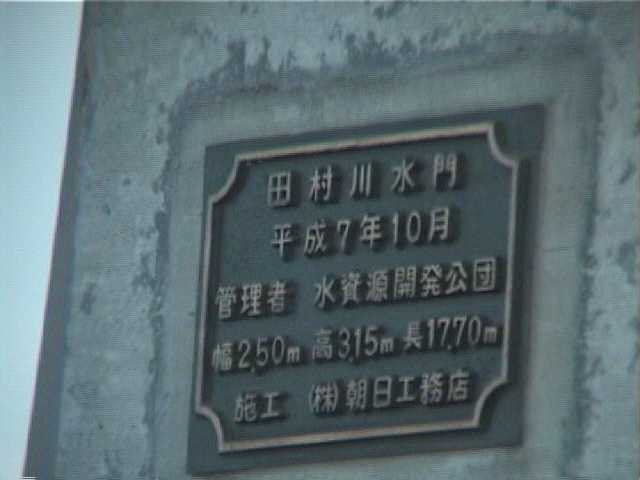 田村川水門
平成7年10月
管理者 水資源開発公団
幅2.50m 高3.15m 長17.70m
施工 (株)朝日工務店